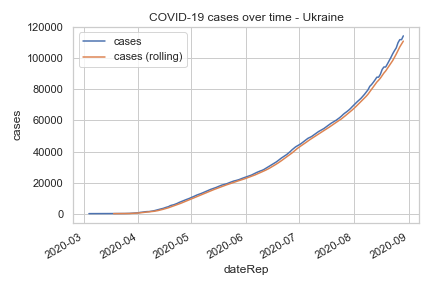 COVID-19 cases over time - Ukraine
cases
cases (rolling)
120000
100000
80000
60000
40000
20000
0
cases
2020-03
2020-04
2020-05
2020-06
2020-07
2020-08
2020-09
dateRep